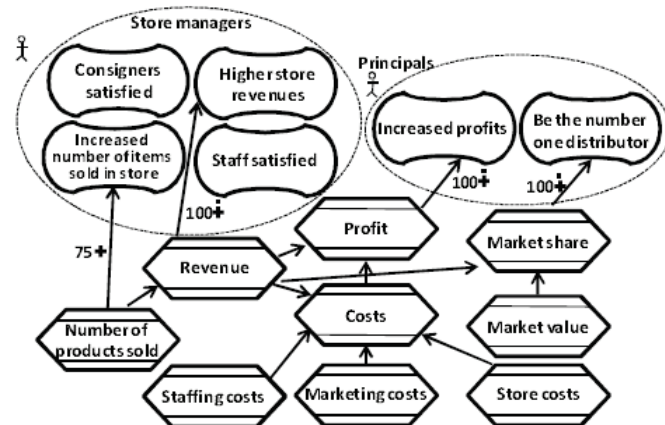 Store managers
Consigners
satisfied
Higher store
revenues
Increased
number of items
sold in store
Staff satisfied
Principals
Increased profits
Be the number
one distributor
100
100
100
75
Profit
Market share
Revenue
Number of
products sold
Costs
Market value
Staffing costs
Marketing costs
Store costs